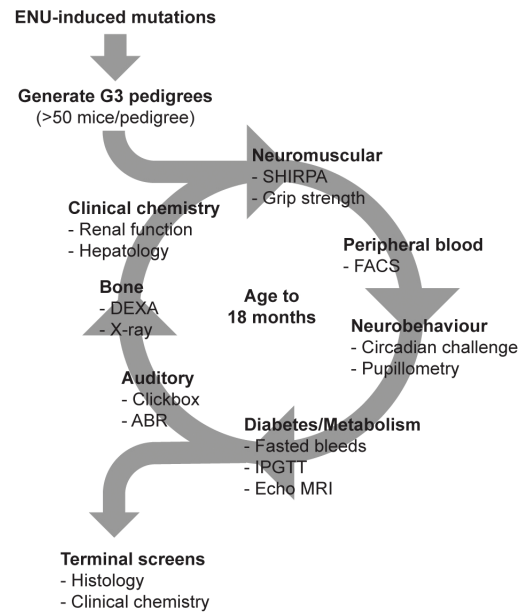 ENU-induced mutations
Generate G3 pedigrees
(>50 mice/pedigree)
Neuromuscular
- SHIRPA
- Grip strength
Peripheral blood
- FACS
Neurobehaviour
- Circadian challenge
- Pupillometry
Diabetes/Metabolism
- Fasted bleeds
- IPGTT
- Echo MRI
Auditory
- Clickbox
- ABR
Bone
- DEXA
- X-ray
Clinical chemistry
- Renal function
- Hepatology
Age to
18 months
Terminal screens
- Histology
- Clinical chemistry